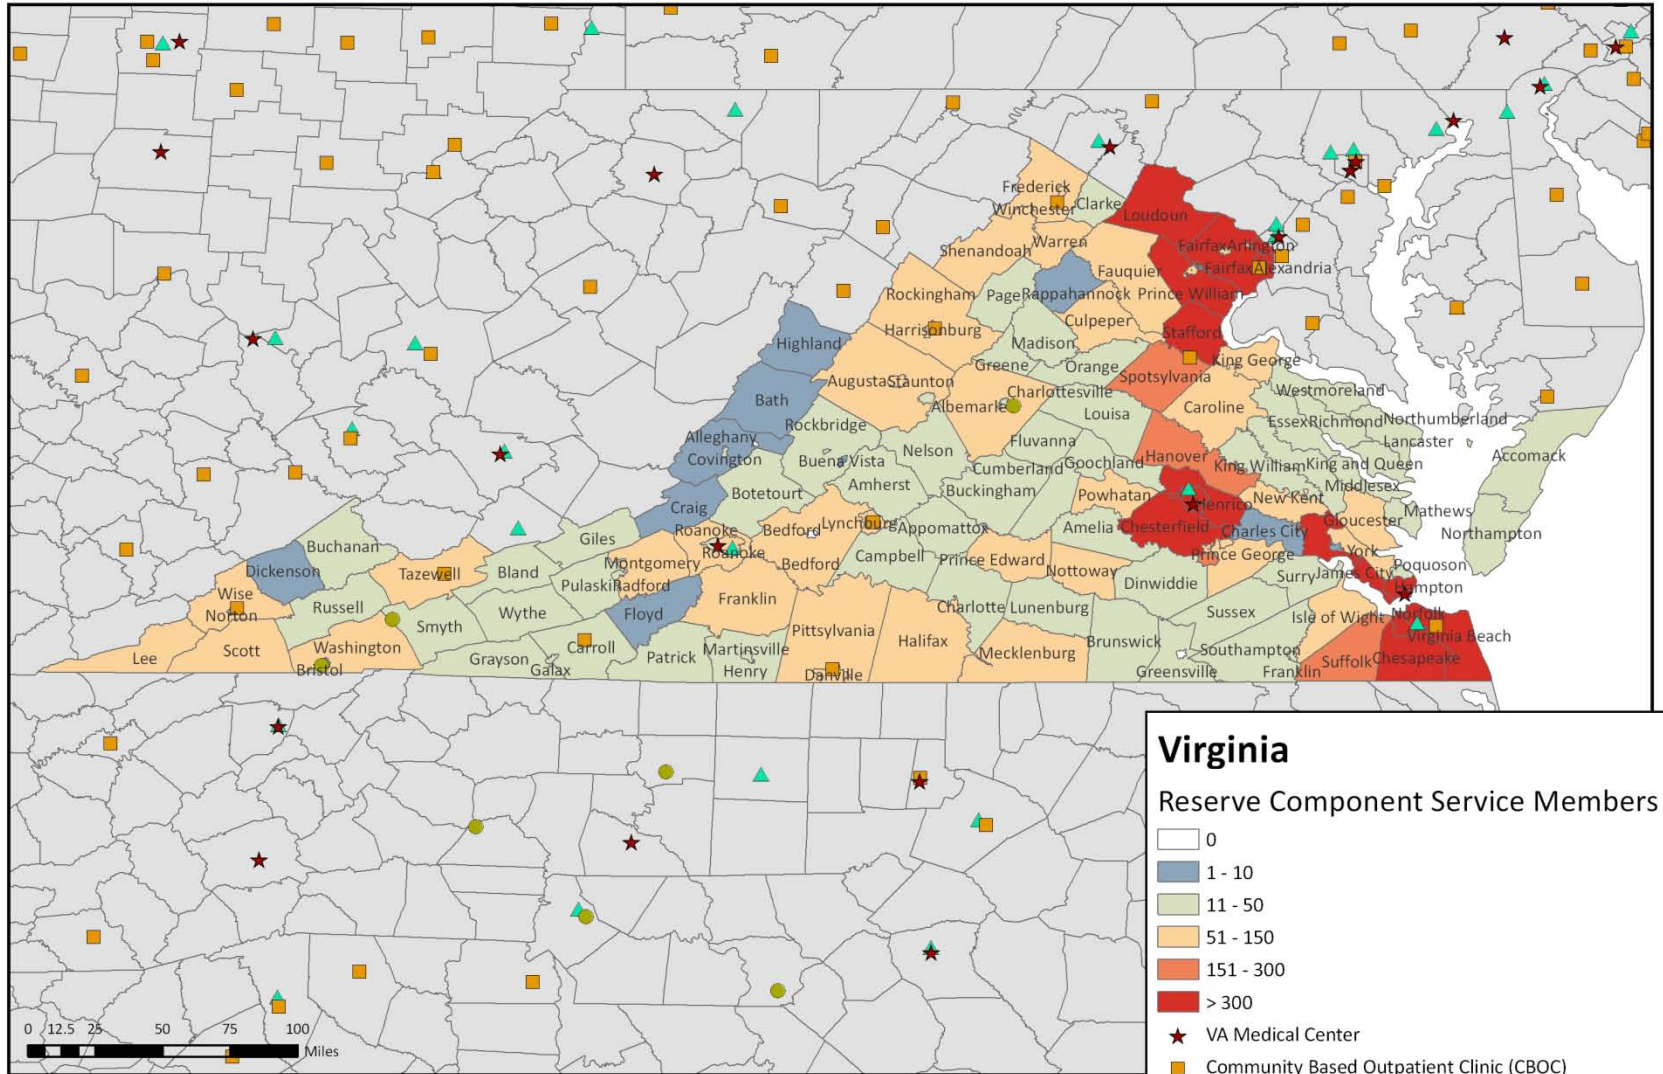 Frederick
Winchester
Clarke
Loudoun
Shenandoah
Warren
Fairfax
Arlington
Fauquier
Fairfax
Alexandria
Rockingham
Page
Rappahannock
Prince William
Harrisonburg
Culpeper
Stafford
Highland
Madison
King George
Greene
Orange
Spotsylvania
Augusta
Staunton
Charlottesville
Westmoreland
Bath
Albemarle
Louisa
Caroline
Essex
Richmond
Northumberland
Rockbridge
Lancaster
Alleghany
Fluvanna
Nelson
Hanover
Accomack
Covington
Buena Vista
Cumberland
Goochland
King William
King and Queen
Botetourt
Amherst
Buckingham
Middlesex
Craig
Powhatan
New Kent
Henrico
Mathews
Roanoke
Bedford
Lynchburg
Appomattox
Amelia
Chesterfield
Charles City
Gloucester
Northampton
Giles
Buchanan
Roanoke
Campbell
Prince Edward
Prince George
York
Poquoson
Dickenson
Tazewell
Bland
Montgomery
Bedford
Nottoway
Surry
James City
Pulaski
Radford
Dinwiddie
Hampton
Wise
Norton
Russell
Wythe
Floyd
Franklin
Charlotte
Lunenburg
Sussex
Isle of Wight
Norfolk
Smyth
Pittsylvania
Halifax
Brunswick
Virginia Beach
Lee
Scott
Washington
Carroll
Martinsville
Mecklenburg
Southampton
Grayson
Patrick
Suffolk
Chesapeake
Bristol
Galax
Henry
Danville
Greensville
Franklin
Virginia
Reserve Component Service Members
0
1 - 10
11 - 50
51 - 150
151 - 300
> 300
VA Medical Center
Community Based Outpatient Clinic (CBOC)
0 12.5 25 50 75 100
Miles